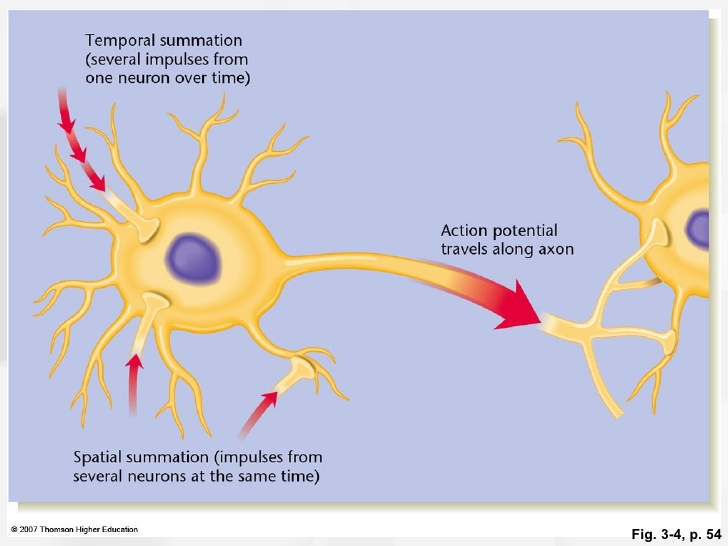 Temporal summation
(several impulses from
one neuron over time)
Action potential
travels along axon
Spatial summation (impulses from
several neurons at the same time)
© 2007 Thomson Higher Education
Fig. 3-4, p. 54